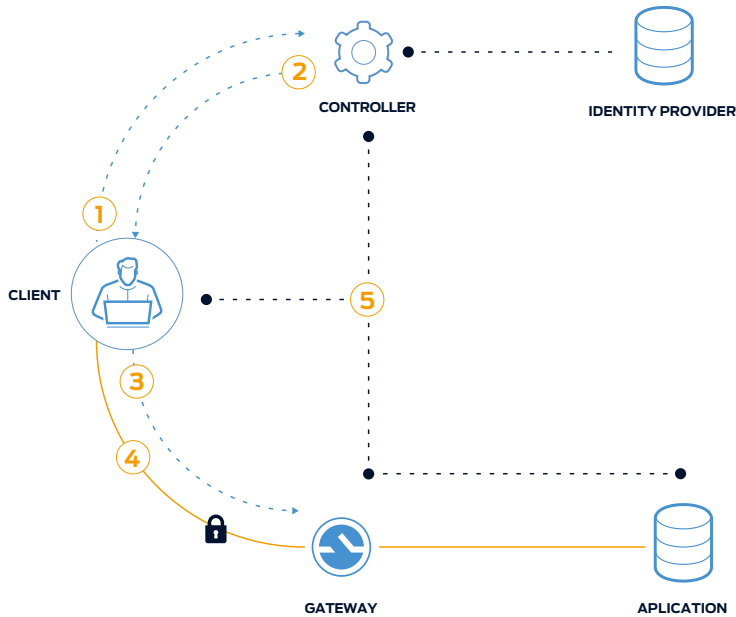 2
CONTROLLER
IDENTITY PROVIDER
1
CLIENT
5
3
4
GATEWAY
APLICATION